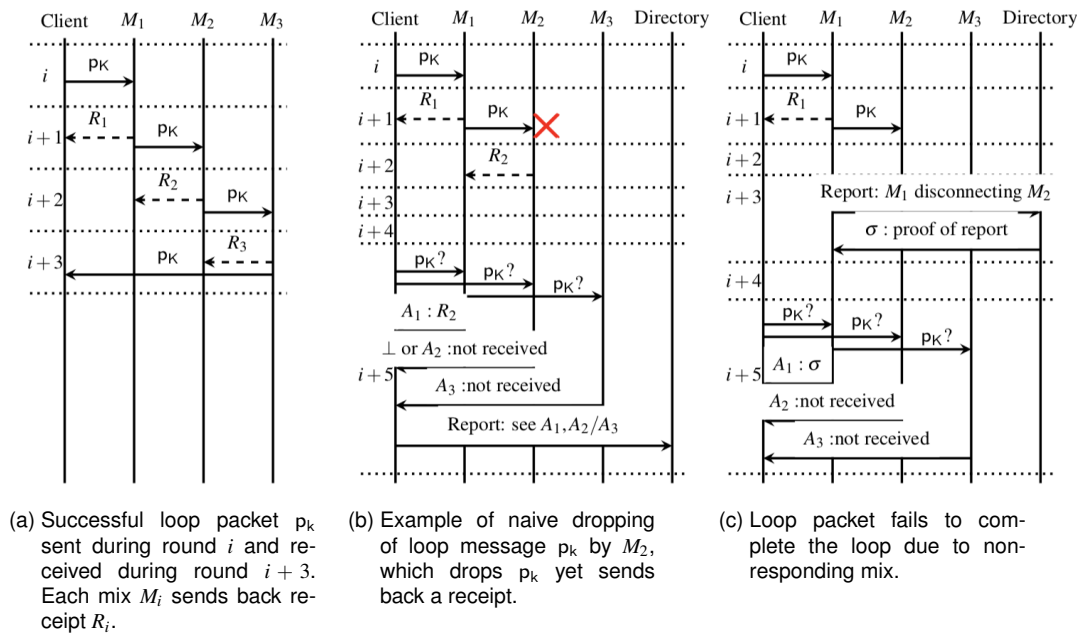 Client M₁ M₂ M₃
i
pK
i+1
R₁
pK
i+2
R₂
pK
i+3
R₃
pK
(a) Successful loop packet pk
sent during round i and re-
ceived during round i + 3.
Each mix Mᵢ sends back re-
ceipt Rᵢ.
Client M₁ M₂ M₃ Directory
i
pK
i+1
R₁
pK
i+2
R₂
i+3
i+4
pK?
pK?
pK?
A₁ : R₂
⊥ or A₂ :not received
i+5
A₃ :not received
Report: see A₁,A₂/A₃
(b) Example of naive dropping
of loop message pk by M₂,
which drops pk yet sends
back a receipt.
Client M₁ M₂ M₃ Directory
i
pK
i+1
R₁
pK
i+2
i+3
Report: M₁ disconnecting M₂
σ : proof of report
i+4
pK?
pK?
pK?
A₁ : σ
i+5
A₂ :not received
A₃ :not received
(c) Loop packet fails to com-
plete the loop due to non-
responding mix.